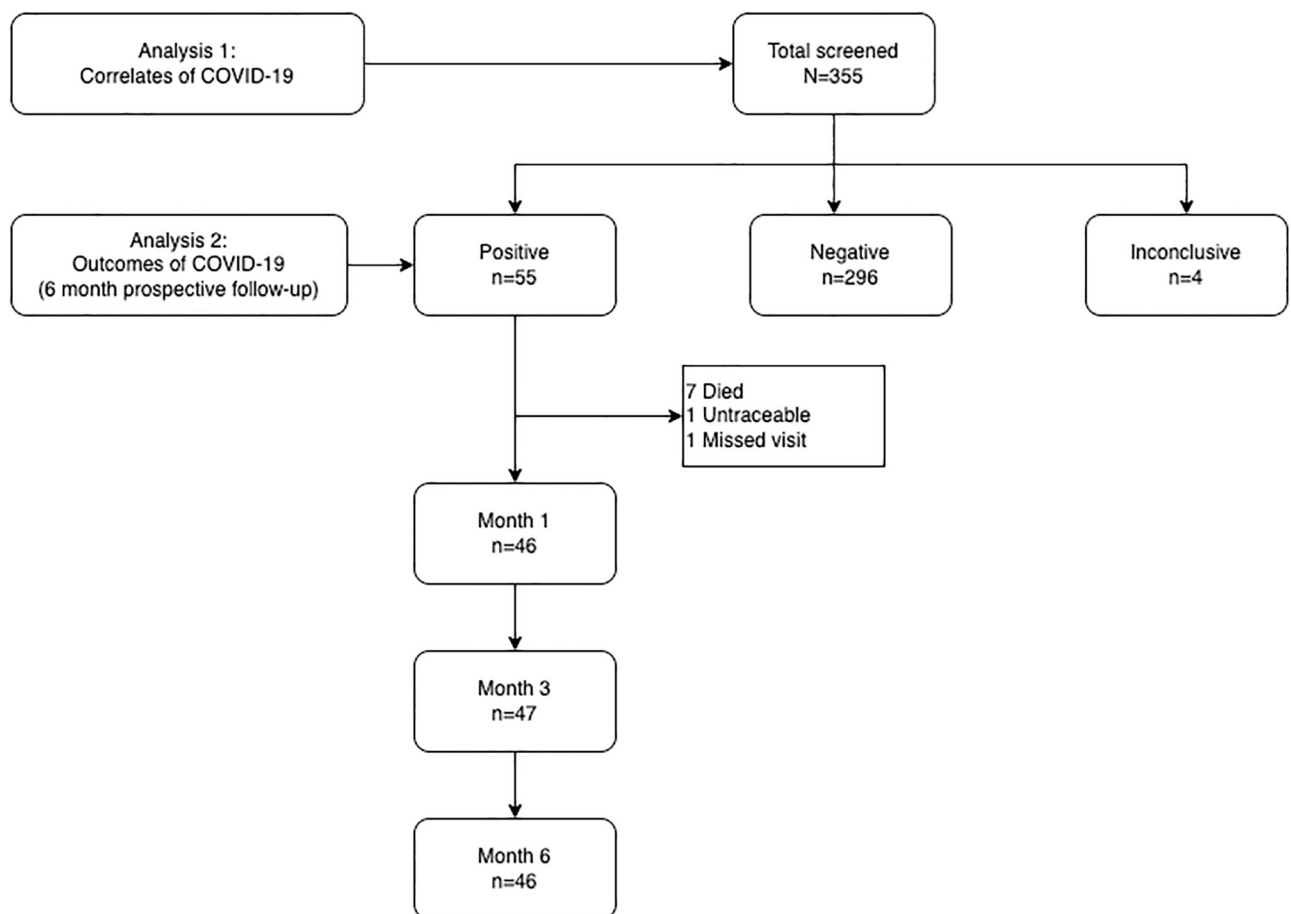 Analysis 1:
Correlates of COVID-19
Total screened
N=355
Analysis 2:
Outcomes of COVID-19
(6 month prospective follow-up)
Positive
n=55
Negative
n=296
Inconclusive
n=4
7 Died
1 Untraceable
1 Missed visit
Month 1
n=46
Month 3
n=47
Month 6
n=46